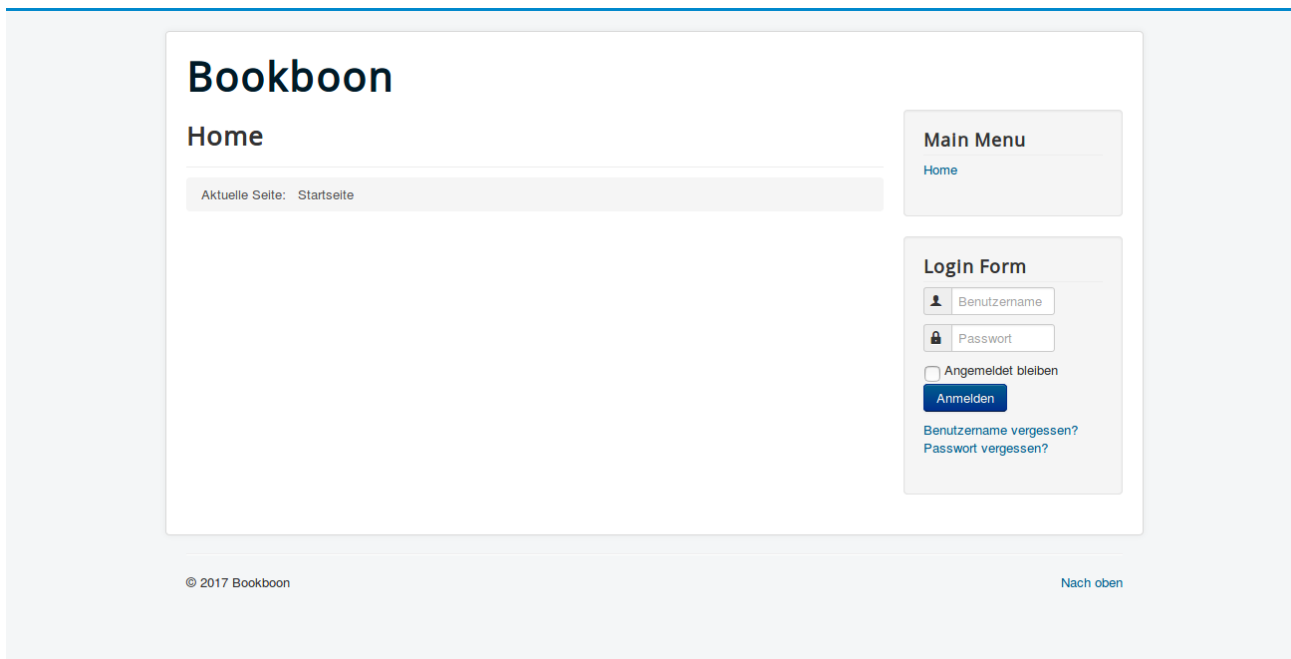 Bookboon
Home
Aktuelle Seite: Startseite
Main Menu
Home
Login Form
Benutzername
Passwort
Angemeldet bleiben
Anmelden
Benutzername vergessen?
Passwort vergessen?
© 2017 Bookboon
Nach oben